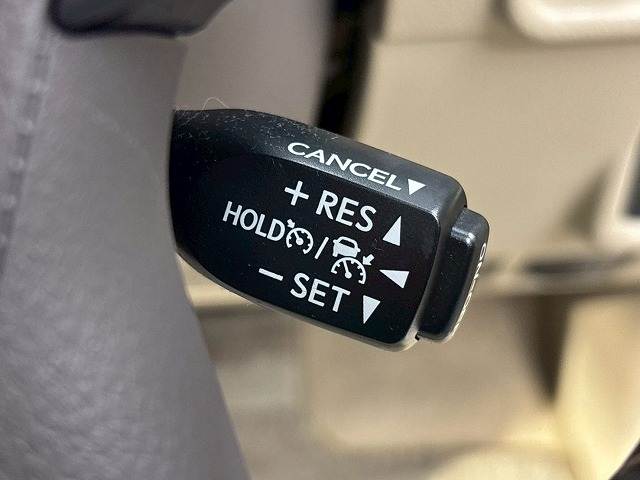 CANCEL▼
+ RES ▲
HOLD / ◀
− SET ▼